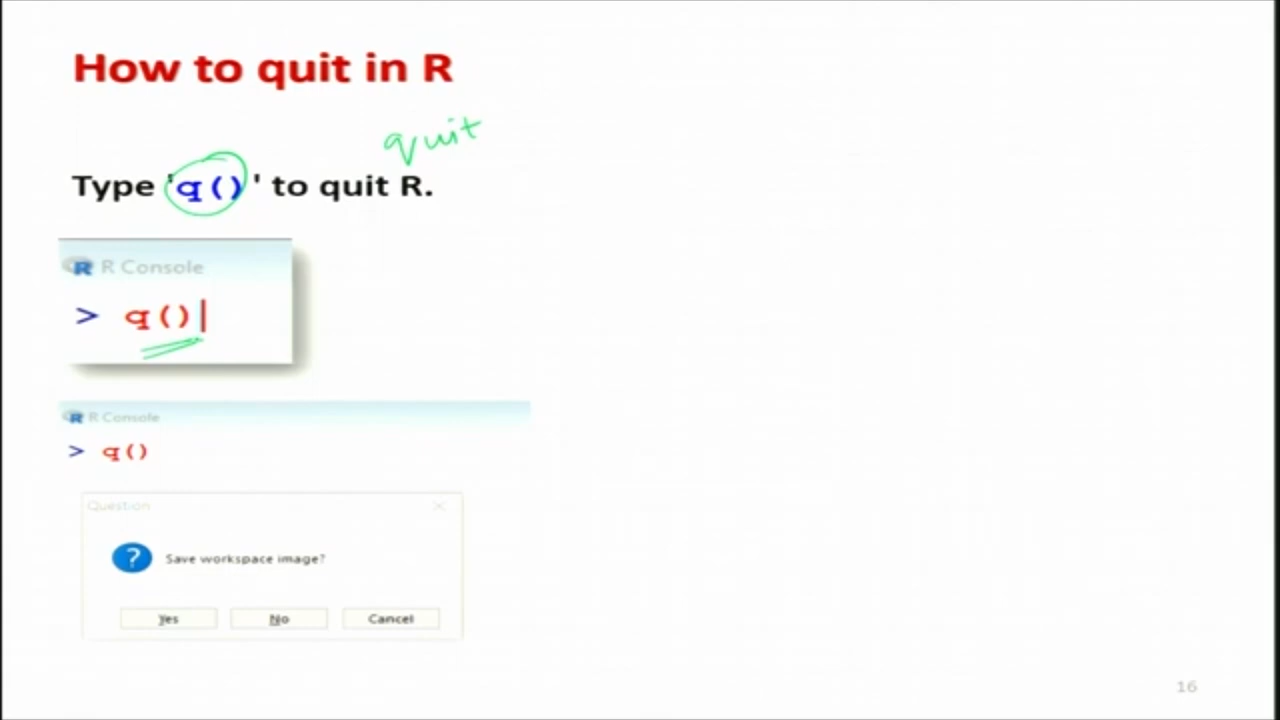 How to quit in R
quit
Type 'q()' to quit R.
R Console
> q()
R Console
> q()
Question
Save workspace image?
Yes No Cancel
16